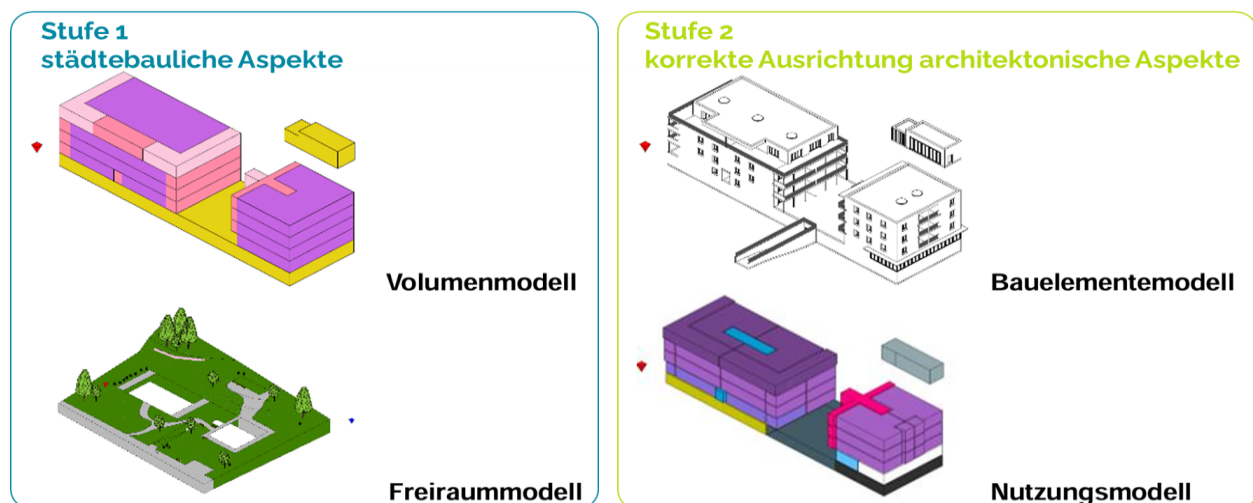 Stufe 1
städtebauliche Aspekte
Volumenmodell
Freiraummodell
Stufe 2
korrekte Ausrichtung architektonische Aspekte
Bauelementemodell
Nutzungsmodell